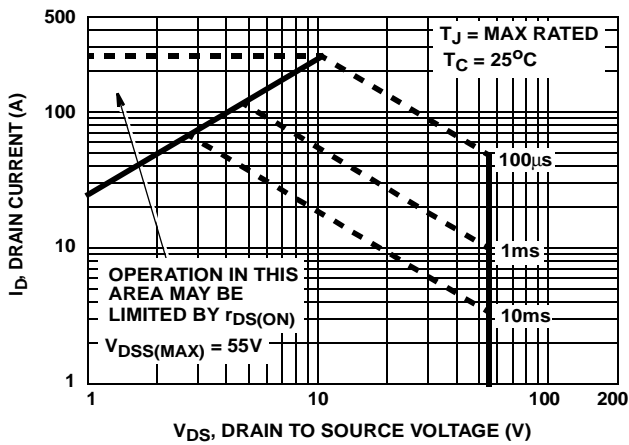 500
100
10
1
I_D, DRAIN CURRENT (A)
T_J = MAX RATED
T_C = 25°C
100μs
1ms
10ms
OPERATION IN THIS
AREA MAY BE
LIMITED BY r_DS(ON)
V_DSS(MAX) = 55V
1
10
100
200
V_DS, DRAIN TO SOURCE VOLTAGE (V)